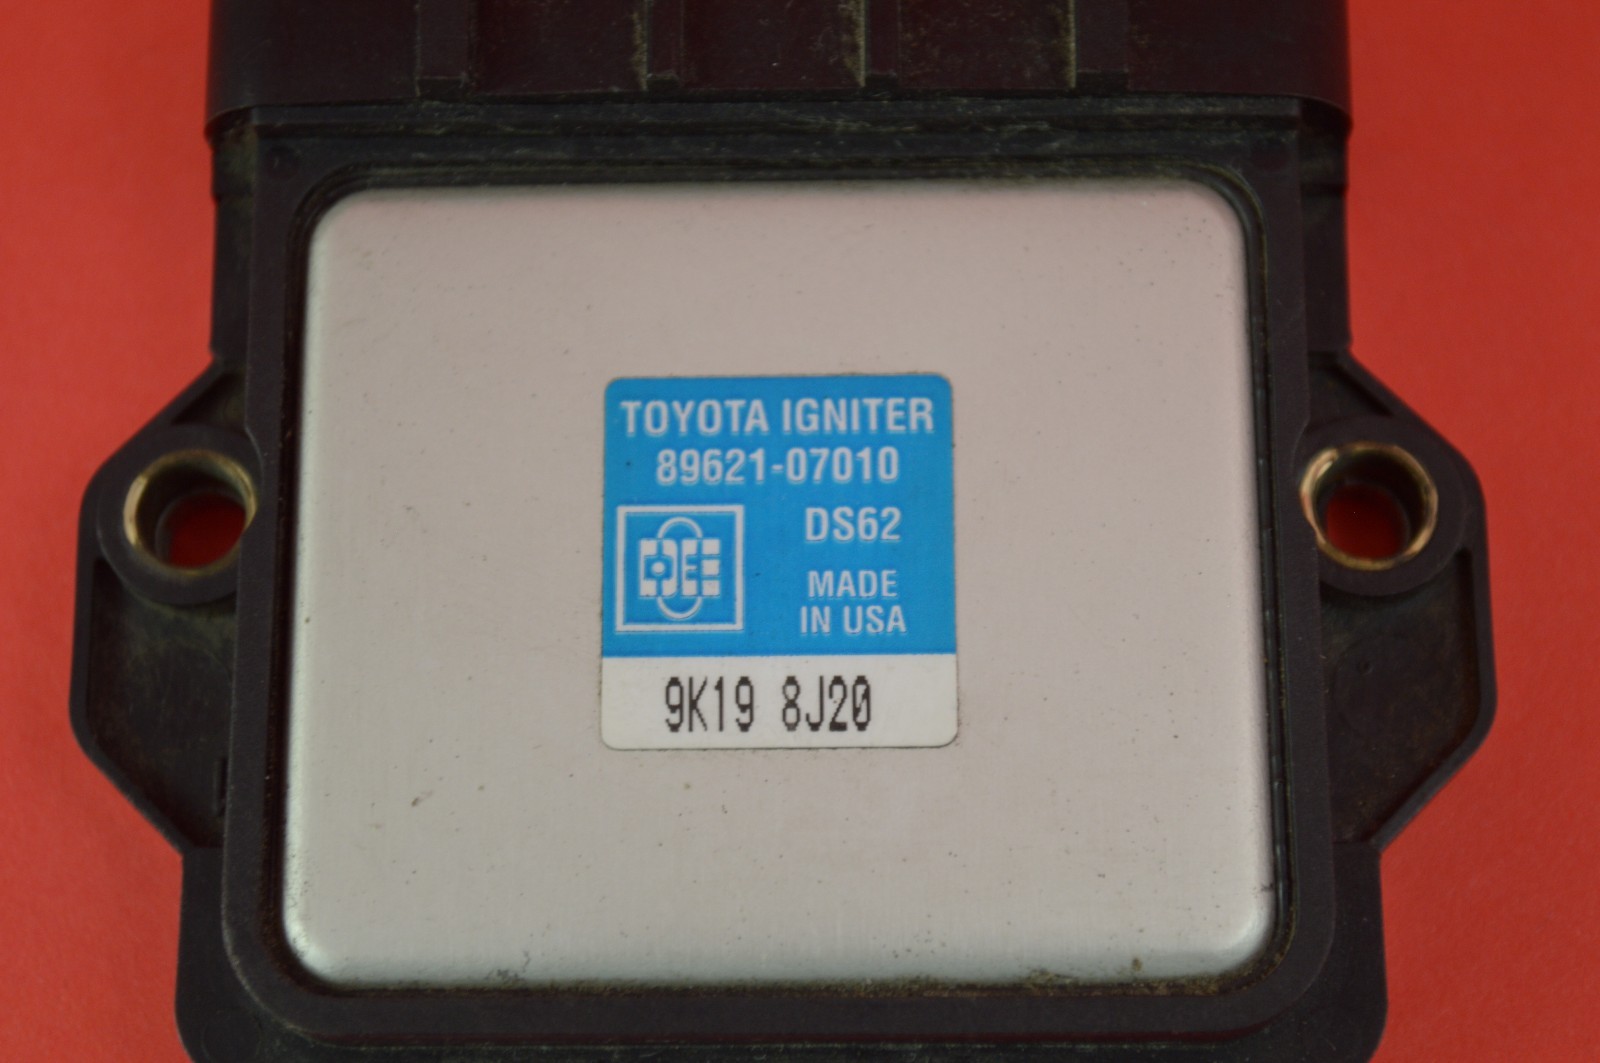 TOYOTA IGNITER
89621-07010
DS62
MADE
IN USA
9K19 8J20